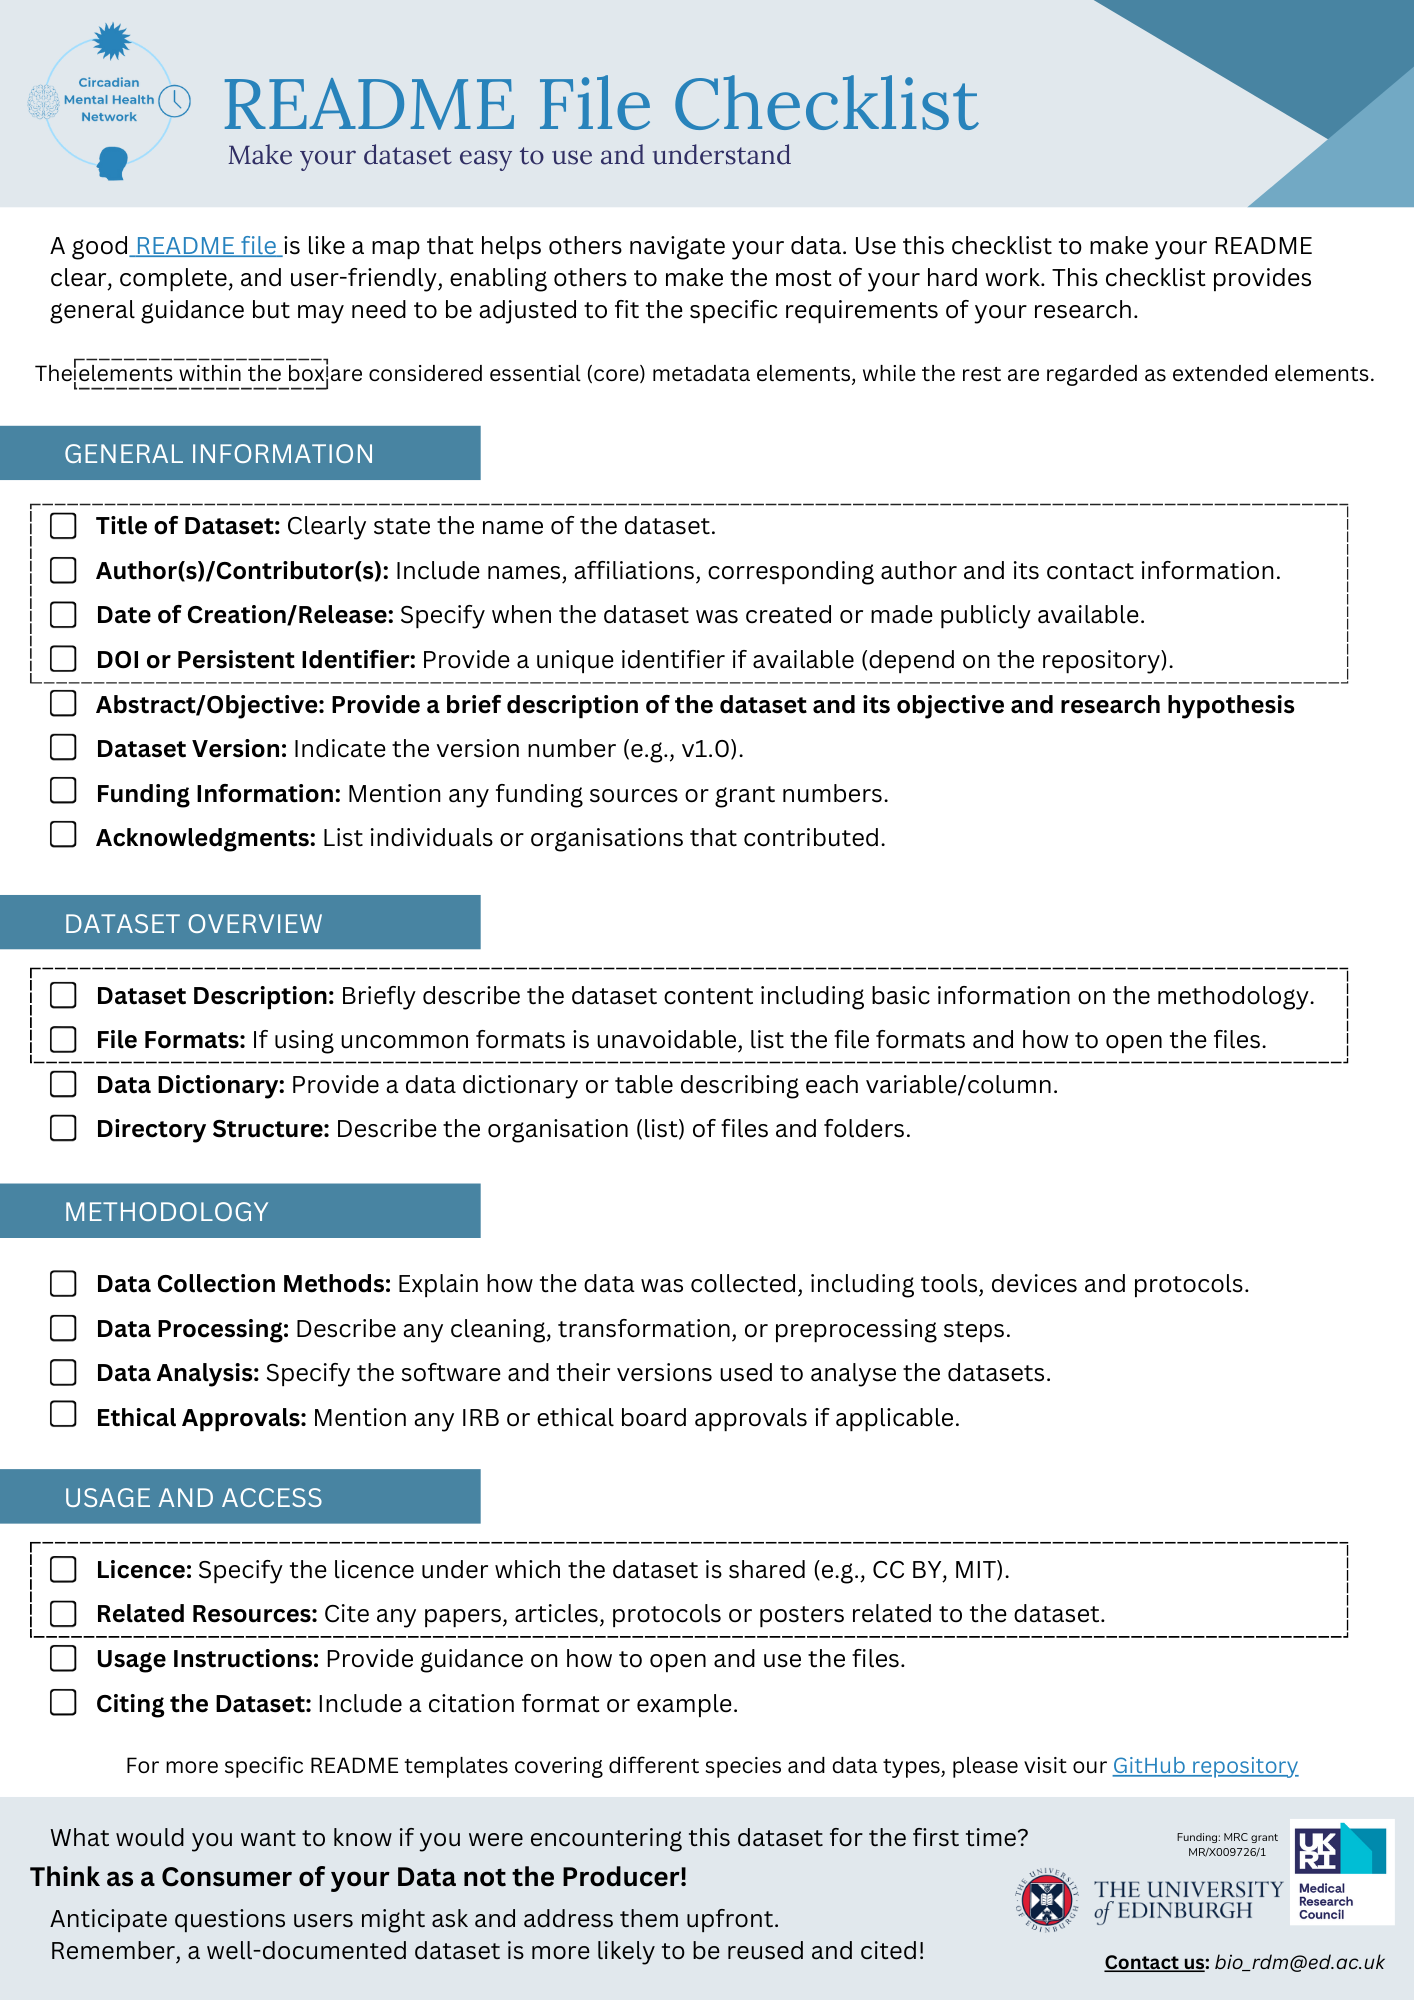 Circadian
Mental Health
Network
README File Checklist
Make your dataset easy to use and understand
A good README file is like a map that helps others navigate your data. Use this checklist to make your README
clear, complete, and user-friendly, enabling others to make the most of your hard work. This checklist provides
general guidance but may need to be adjusted to fit the specific requirements of your research.
The elements within the box are considered essential (core) metadata elements, while the rest are regarded as extended elements.
GENERAL INFORMATION
Title of Dataset: Clearly state the name of the dataset.
Author(s)/Contributor(s): Include names, affiliations, corresponding author and its contact information.
Date of Creation/Release: Specify when the dataset was created or made publicly available.
DOI or Persistent Identifier: Provide a unique identifier if available (depend on the repository).
Abstract/Objective: Provide a brief description of the dataset and its objective and research hypothesis
Dataset Version: Indicate the version number (e.g., v1.0).
Funding Information: Mention any funding sources or grant numbers.
Acknowledgments: List individuals or organisations that contributed.
DATASET OVERVIEW
Dataset Description: Briefly describe the dataset content including basic information on the methodology.
File Formats: If using uncommon formats is unavoidable, list the file formats and how to open the files.
Data Dictionary: Provide a data dictionary or table describing each variable/column.
Directory Structure: Describe the organisation (list) of files and folders.
METHODOLOGY
Data Collection Methods: Explain how the data was collected, including tools, devices and protocols.
Data Processing: Describe any cleaning, transformation, or preprocessing steps.
Data Analysis: Specify the software and their versions used to analyse the datasets.
Ethical Approvals: Mention any IRB or ethical board approvals if applicable.
USAGE AND ACCESS
Licence: Specify the licence under which the dataset is shared (e.g., CC BY, MIT).
Related Resources: Cite any papers, articles, protocols or posters related to the dataset.
Usage Instructions: Provide guidance on how to open and use the files.
Citing the Dataset: Include a citation format or example.
For more specific README templates covering different species and data types, please visit our GitHub repository
What would you want to know if you were encountering this dataset for the first time?
Think as a Consumer of your Data not the Producer!
Anticipate questions users might ask and address them upfront.
Remember, a well-documented dataset is more likely to be reused and cited!
Funding: MRC grant
MR/X009726/1
UK
RI
Medical
Research
Council
THE UNIVERSITY OF EDINBURGH
THE UNIVERSITY
of EDINBURGH
Contact us: bio_rdm@ed.ac.uk